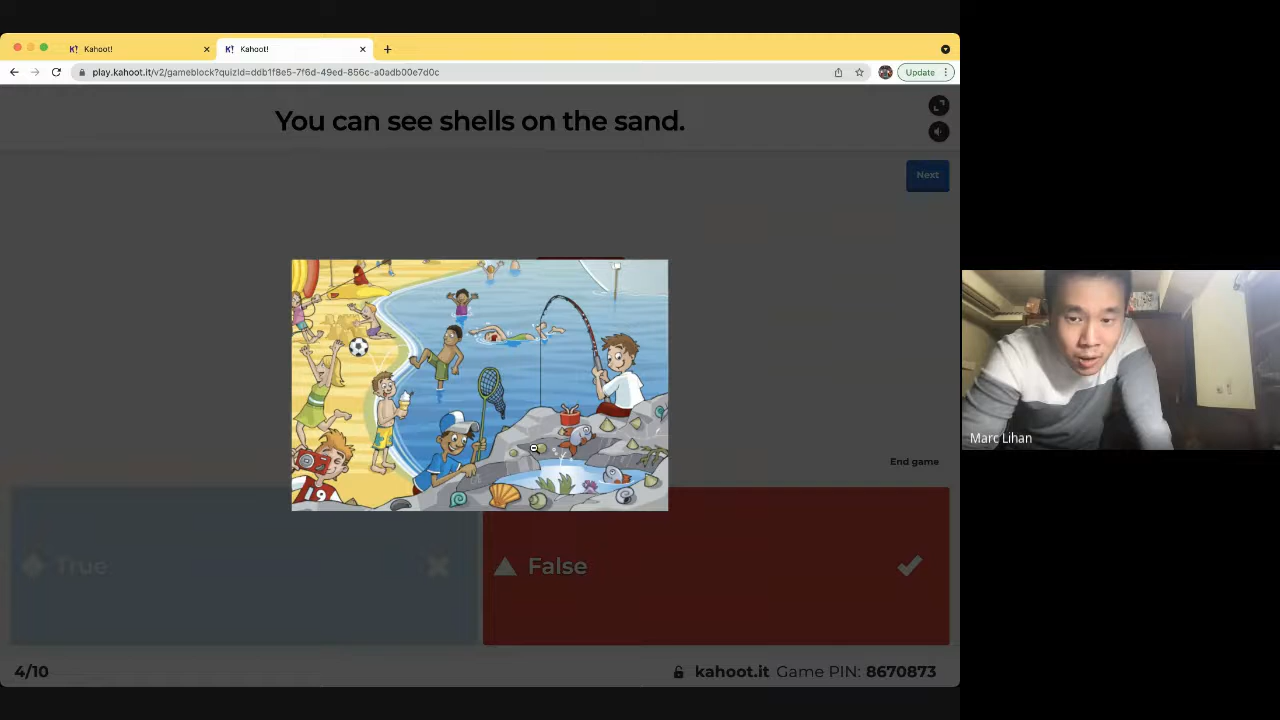 K! Kahoot!
K! Kahoot!
play.kahoot.it/v2/gameblock?quizId=ddb1f8e5-7f6d-49ed-856c-a0adb00e7d0c
Update
You can see shells on the sand.
Next
19
End game
True
False
4/10
kahoot.it Game PIN: 8670873
Marc Lihan